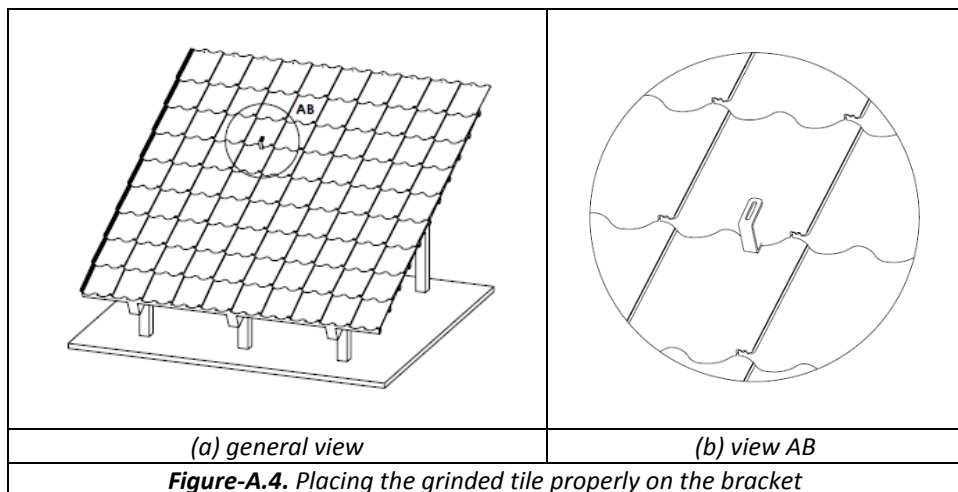 AB
(a) general view
(b) view AB
Figure-A.4. Placing the grinded tile properly on the bracket